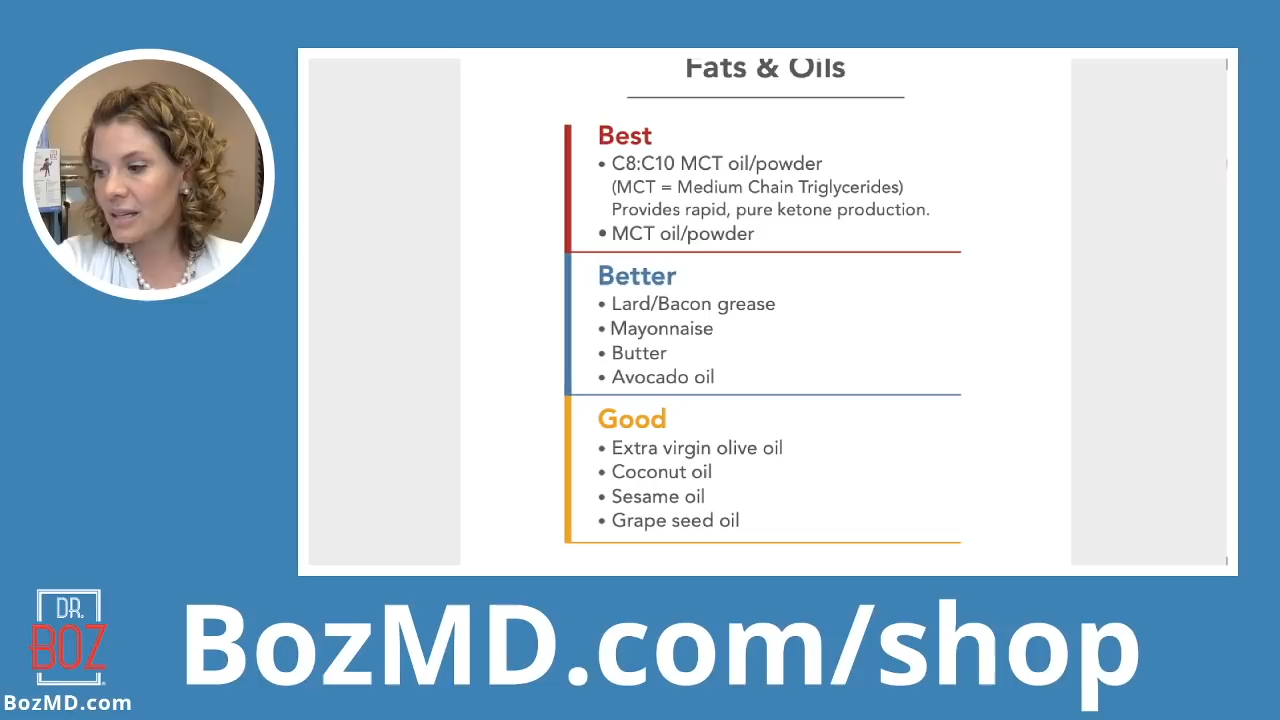 Fats & Oils
Best
• C8:C10 MCT oil/powder
(MCT = Medium Chain Triglycerides)
Provides rapid, pure ketone production.
• MCT oil/powder
Better
• Lard/Bacon grease
• Mayonnaise
• Butter
• Avocado oil
Good
• Extra virgin olive oil
• Coconut oil
• Sesame oil
• Grape seed oil
DR.
BOZ
BozMD.com
BozMD.com/shop